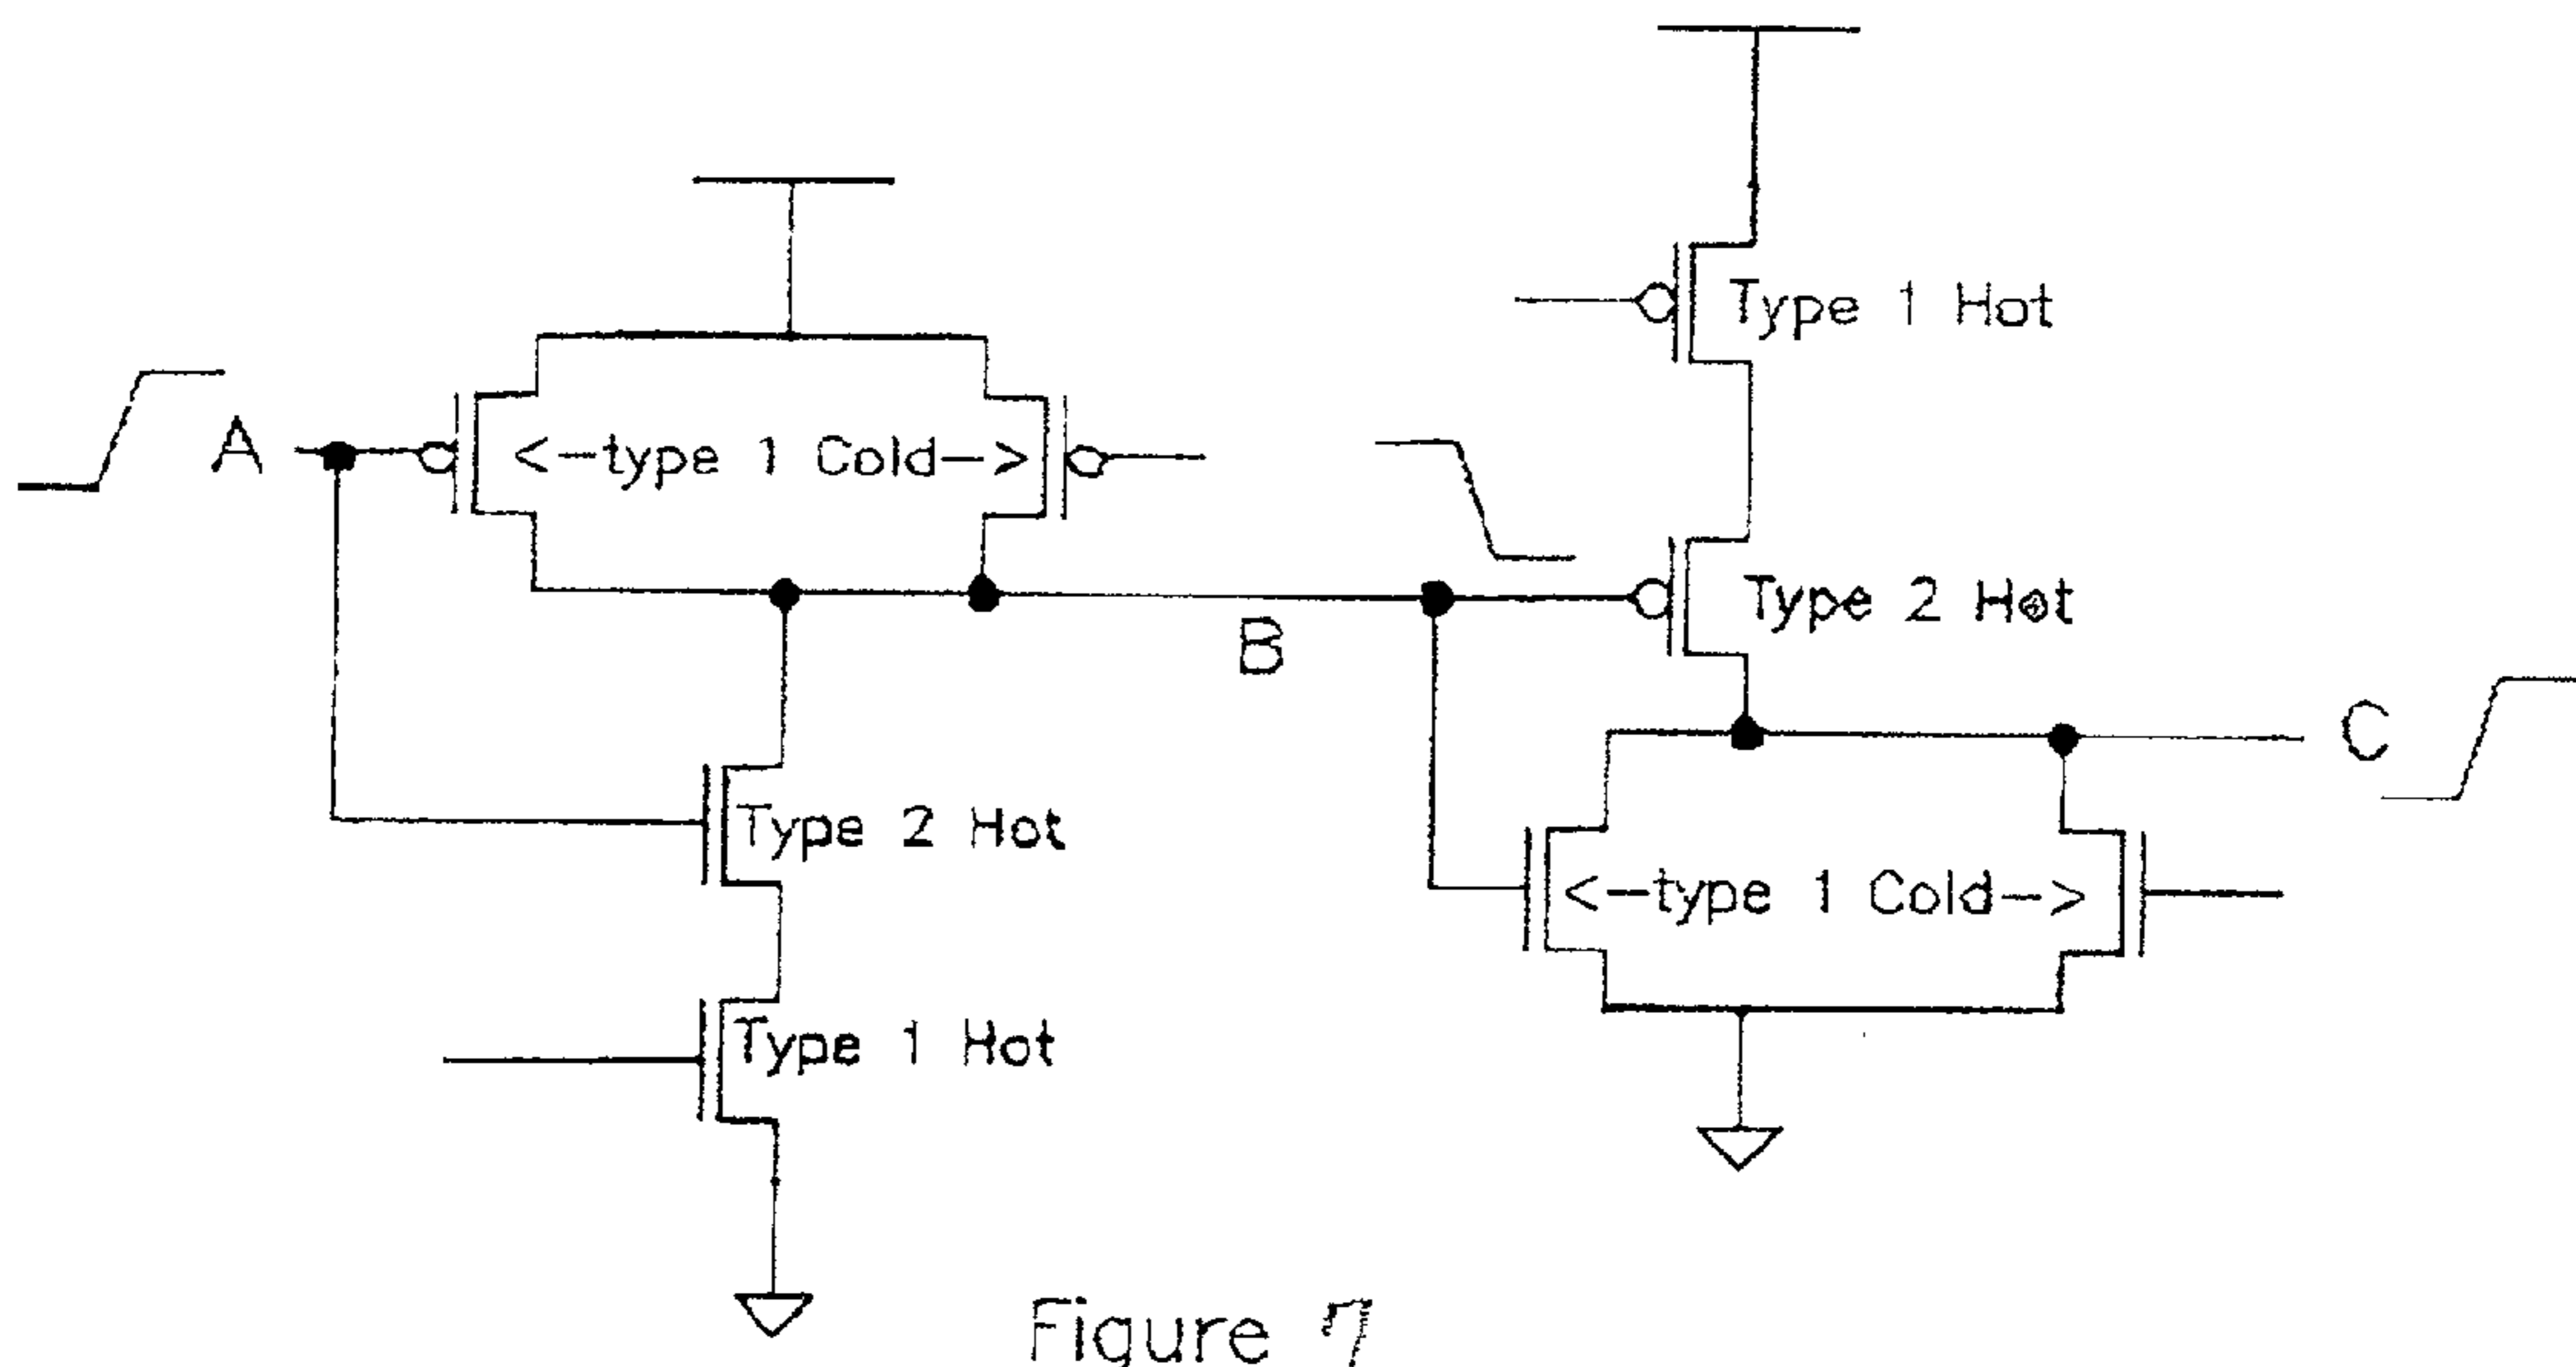 Type 1 Hot
A
<-type 1 Cold->
Type 2 Hot
B
C
Type 2 Hot
<-type 1 Cold->
Type 1 Hot
Figure 7